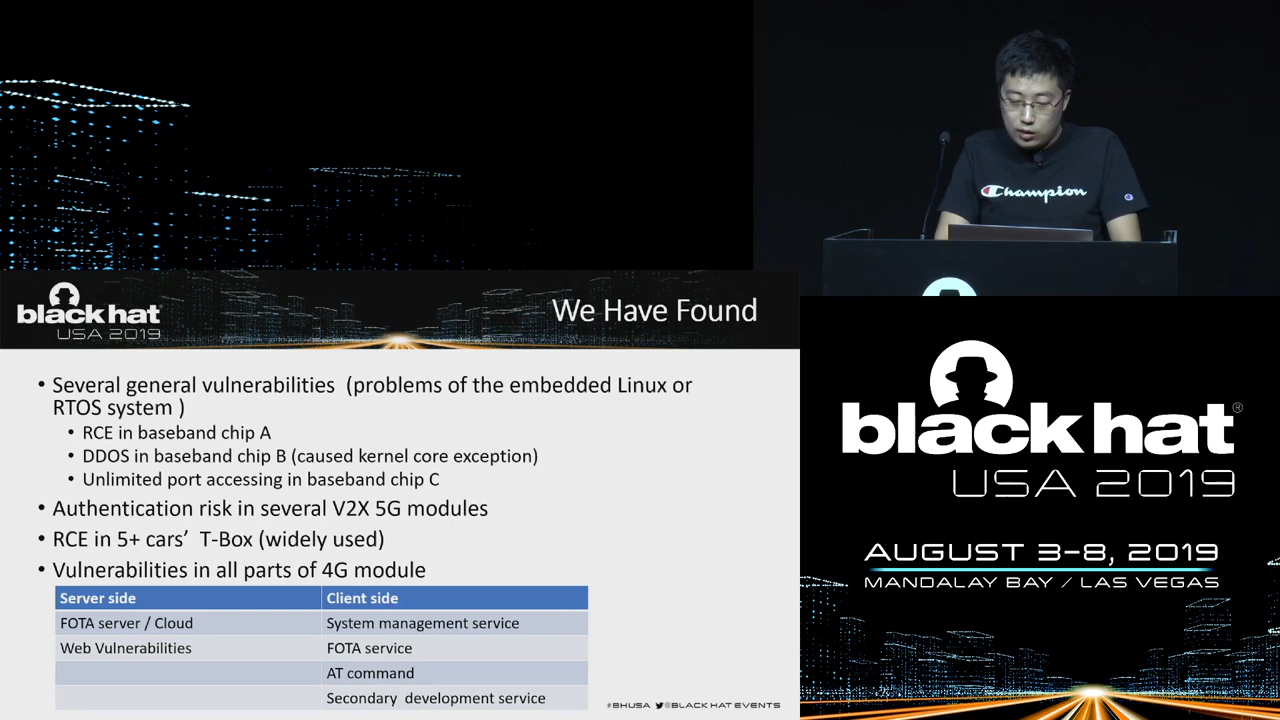 Champion
black hat
USA 2019
We Have Found
• Several general vulnerabilities (problems of the embedded Linux or
RTOS system )
• RCE in baseband chip A
• DDOS in baseband chip B (caused kernel core exception)
• Unlimited port accessing in baseband chip C
• Authentication risk in several V2X 5G modules
• RCE in 5+ cars’ T-Box (widely used)
• Vulnerabilities in all parts of 4G module
Server side Client side
FOTA server / Cloud System management service
Web Vulnerabilities FOTA service
AT command
Secondary development service
#BHUSA @BLACK HAT EVENTS
black hat®
USA 2019
AUGUST 3-8, 2019
MANDALAY BAY / LAS VEGAS